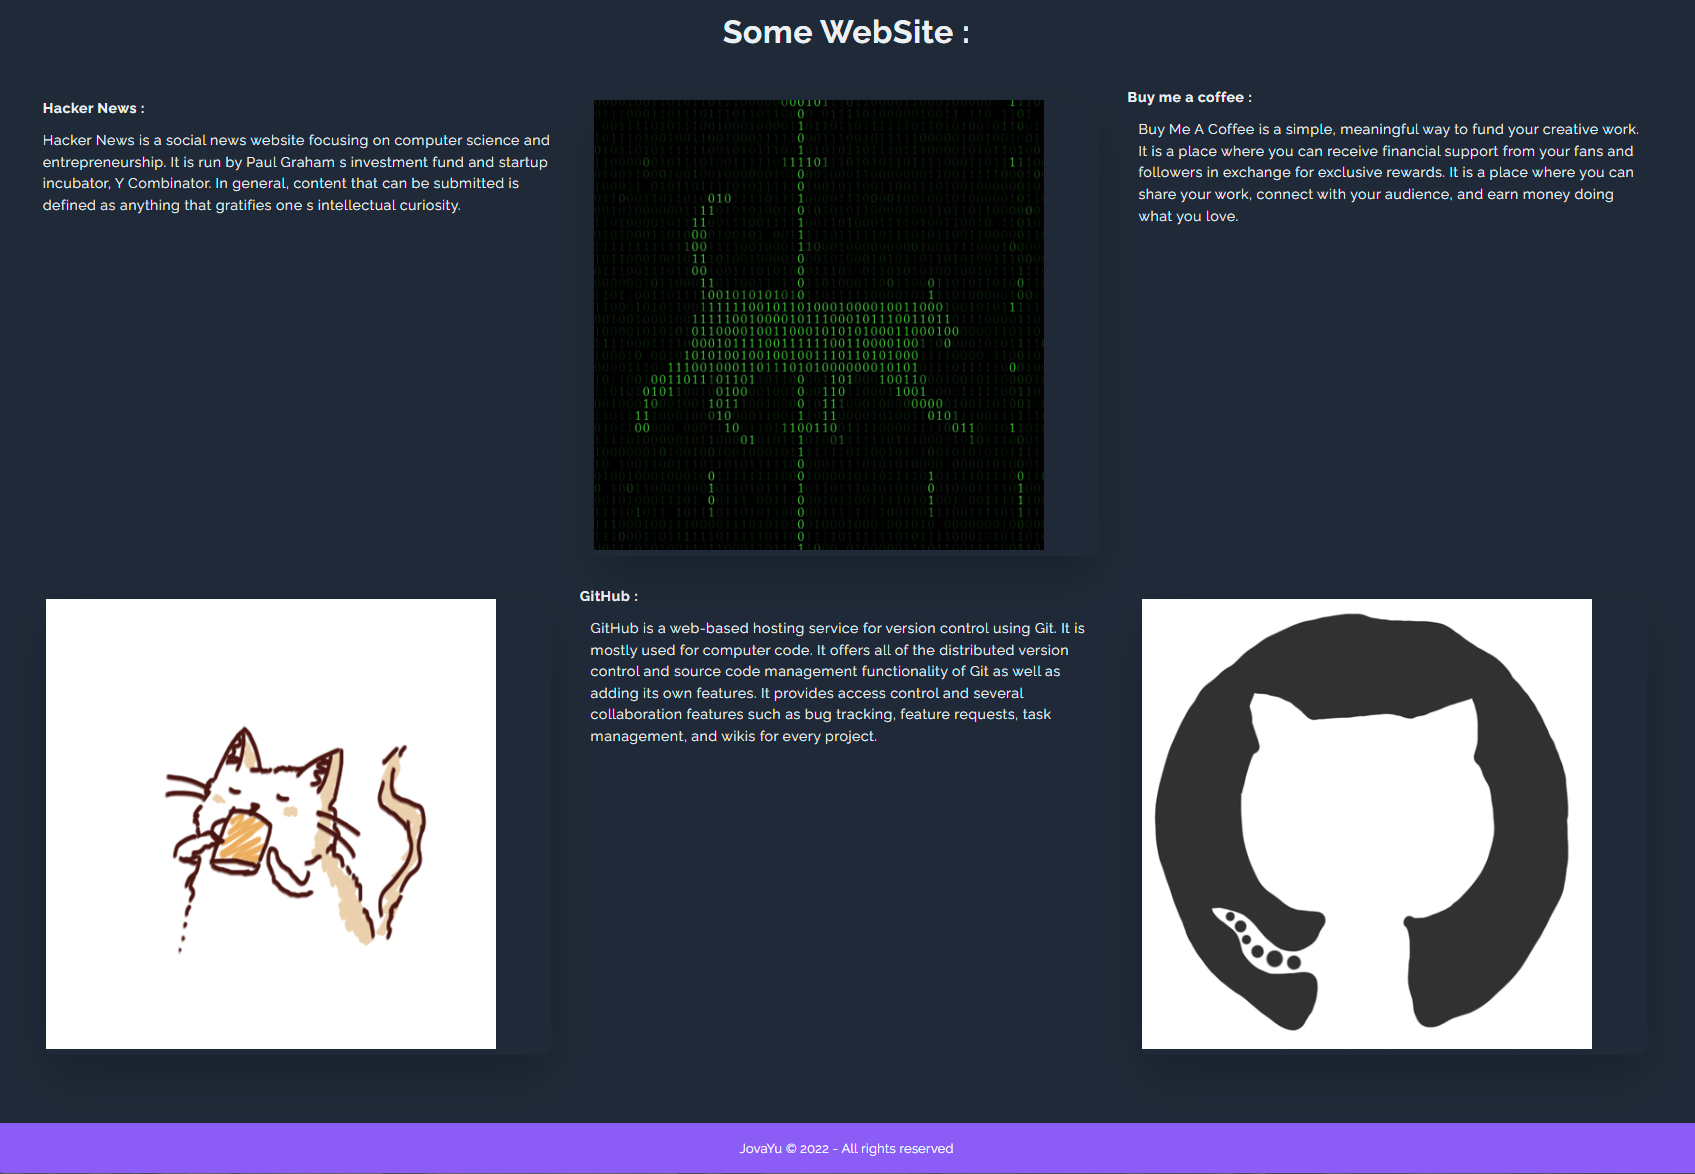 Some WebSite :
Hacker News :
Hacker News is a social news website focusing on computer science and
entrepreneurship. It is run by Paul Graham s investment fund and startup
incubator, Y Combinator. In general, content that can be submitted is
defined as anything that gratifies one s intellectual curiosity.
Buy me a coffee :
Buy Me A Coffee is a simple, meaningful way to fund your creative work.
It is a place where you can receive financial support from your fans and
followers in exchange for exclusive rewards. It is a place where you can
share your work, connect with your audience, and earn money doing
what you love.
GitHub :
GitHub is a web-based hosting service for version control using Git. It is
mostly used for computer code. It offers all of the distributed version
control and source code management functionality of Git as well as
adding its own features. It provides access control and several
collaboration features such as bug tracking, feature requests, task
management, and wikis for every project.
JovaYu © 2022 - All rights reserved